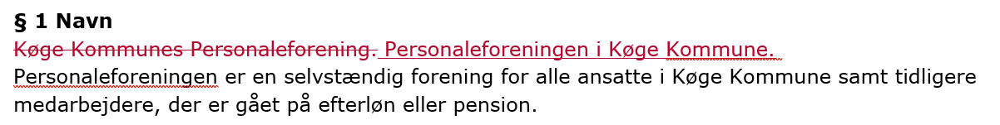 § 1 Navn
Køge Kommunes Personaleforening. Personaleforeningen i Køge Kommune.
Personaleforeningen er en selvstændig forening for alle ansatte i Køge Kommune samt tidligere
medarbejdere, der er gået på efterløn eller pension.